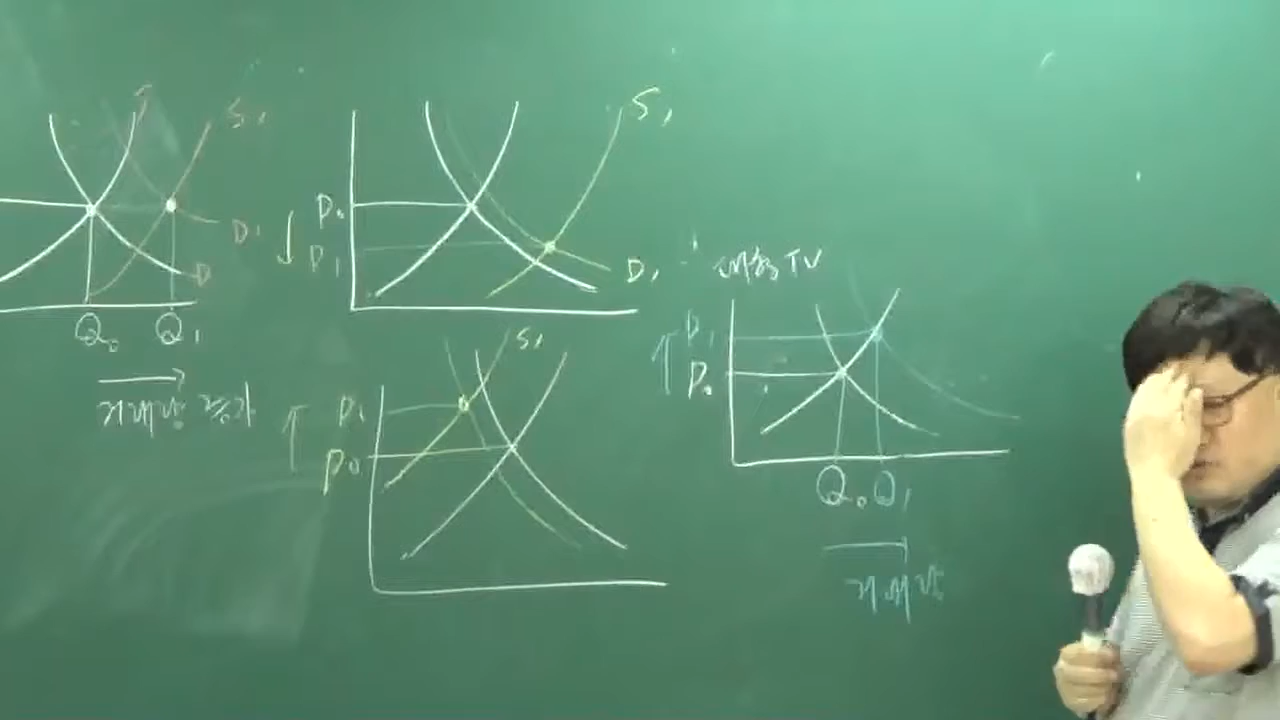 S S₁
D₁
D
Q₀ Q₁
거래량 증가
S₁
P₀
P₁
D₁
TV
P₁
P₀
Q₀ Q₁
거래량
S₁
P₁
P₀